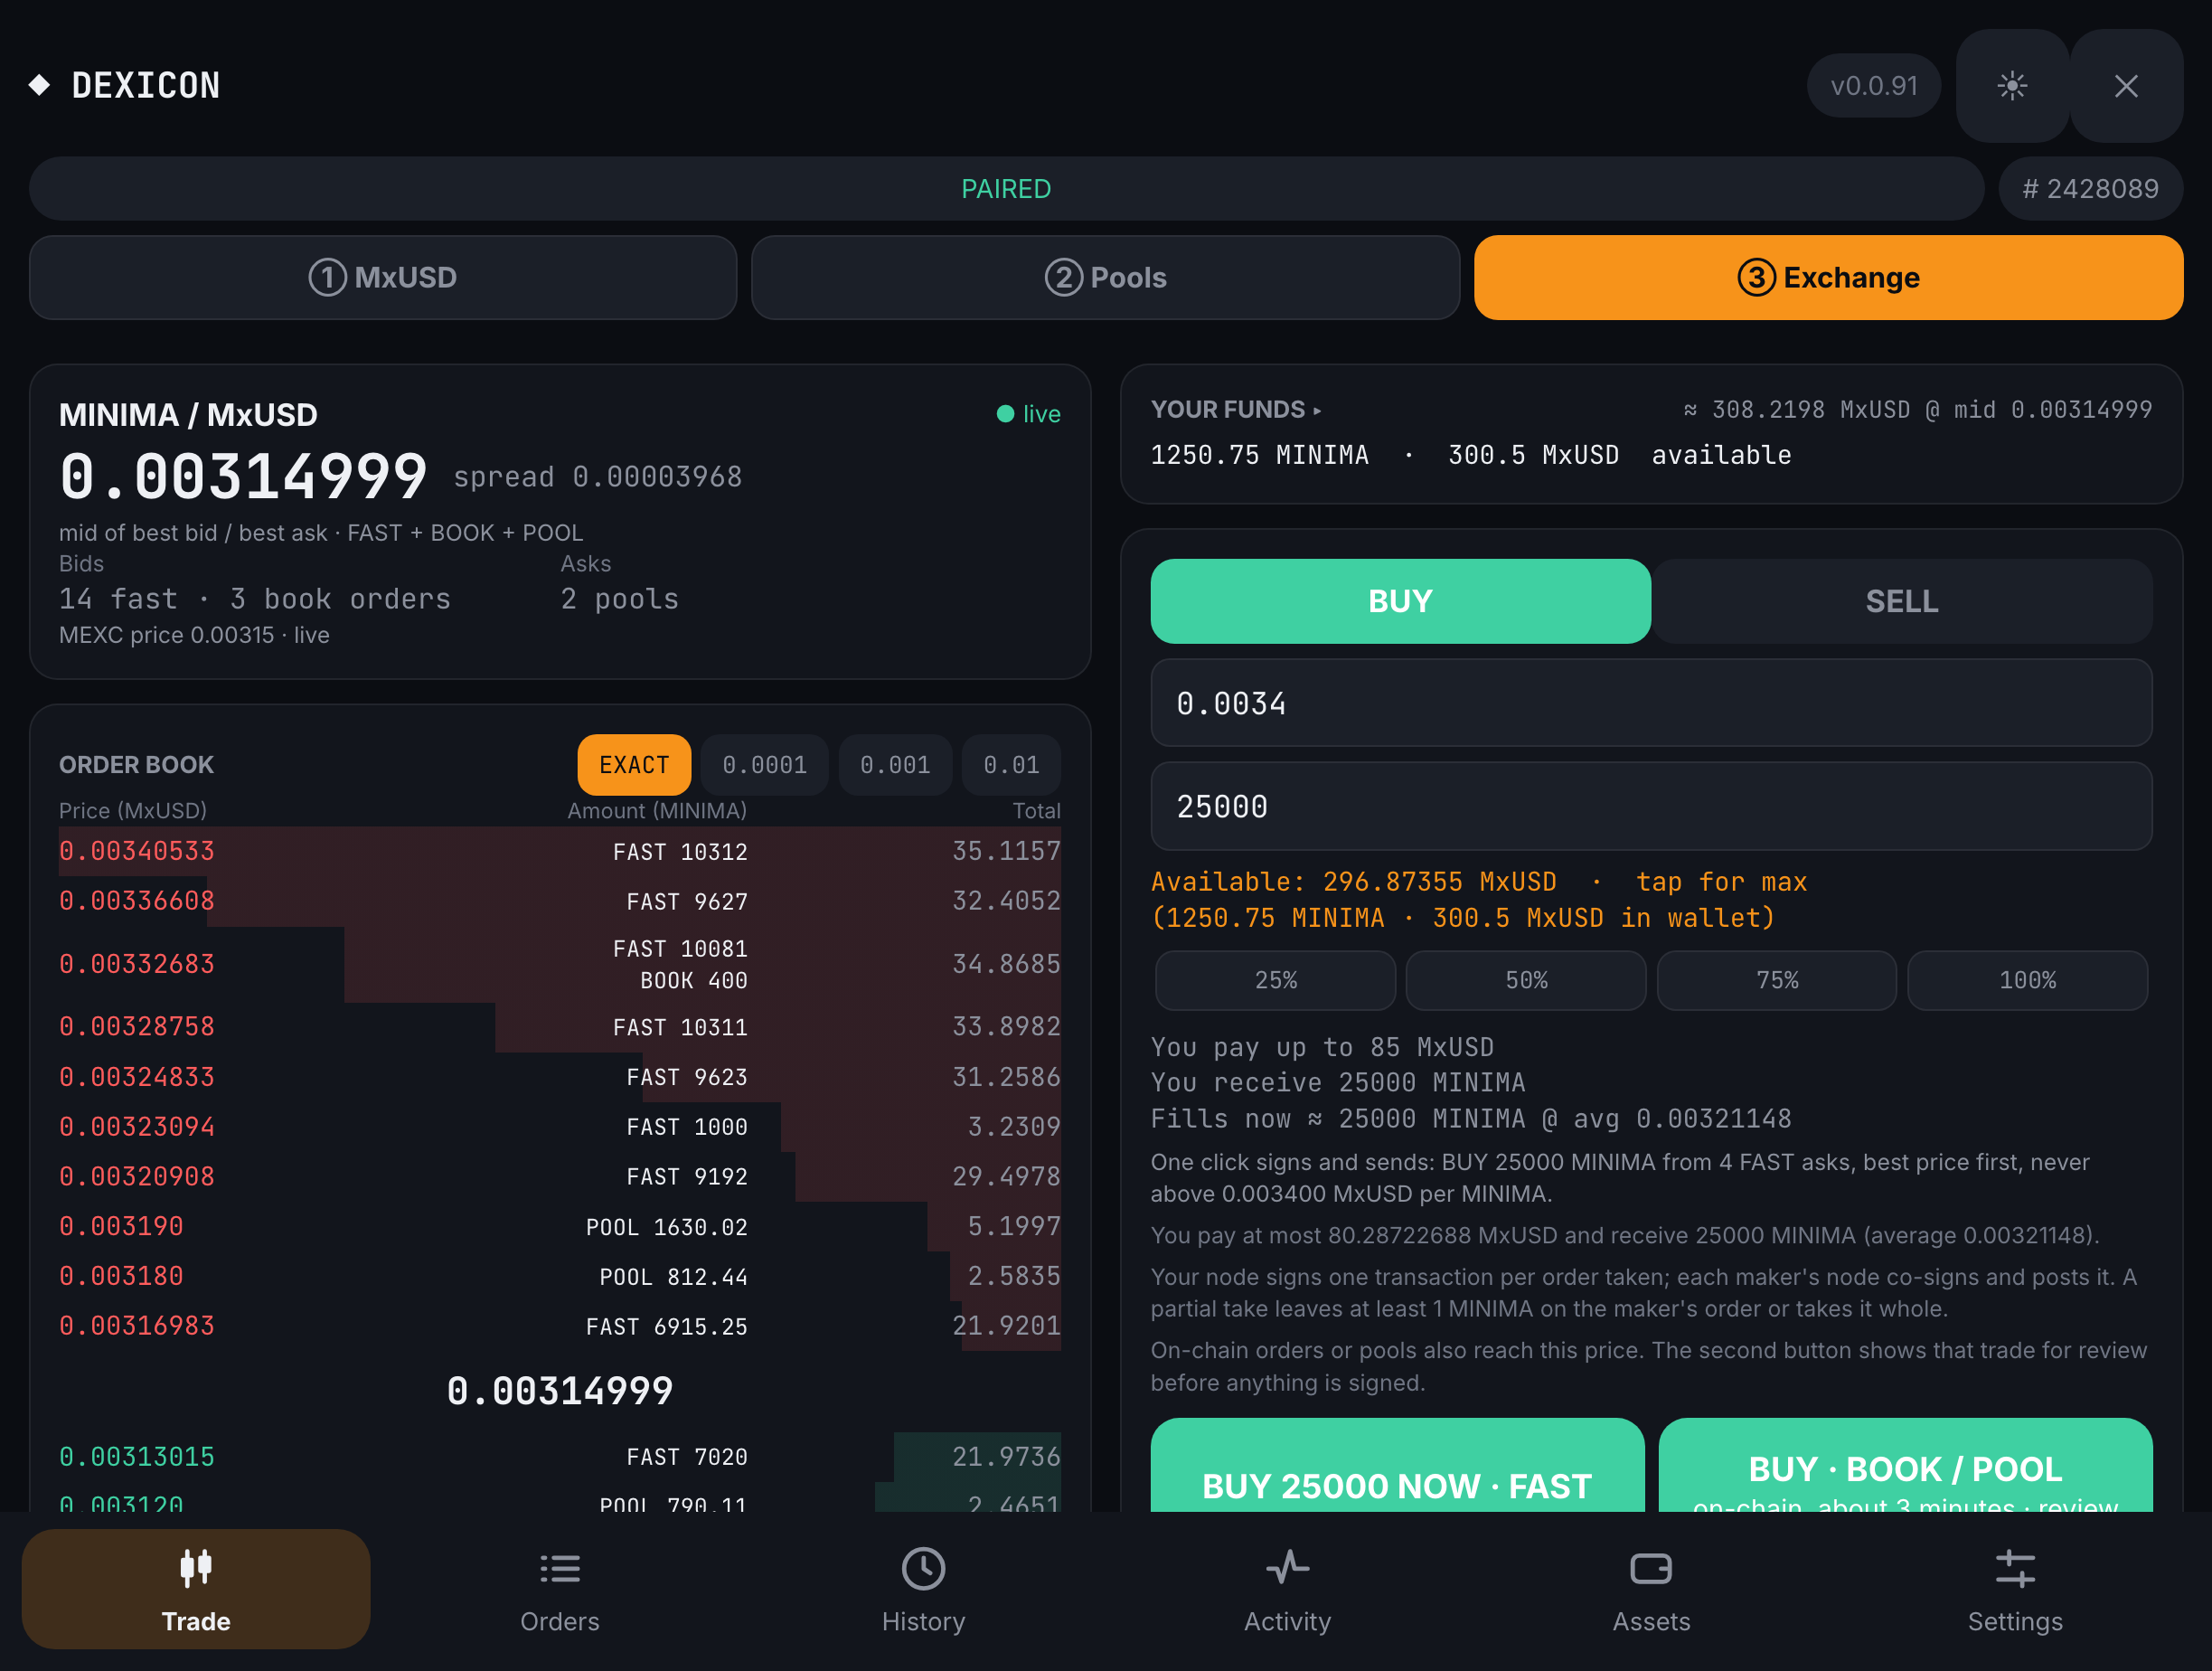 ◆ DEXICON
v0.0.91
PAIRED
# 2428089
① MxUSD
② Pools
③ Exchange
MINIMA / MxUSD
live
0.00314999 spread 0.00003968
mid of best bid / best ask · FAST + BOOK + POOL
Bids Asks
14 fast · 3 book orders 2 pools
MEXC price 0.00315 · live
ORDER BOOK EXACT 0.0001 0.001 0.01
Price (MxUSD) Amount (MINIMA) Total
0.00340533 FAST 10312 35.1157
0.00336608 FAST 9627 32.4052
0.00332683 FAST 10081 34.8685
BOOK 400
0.00328758 FAST 10311 33.8982
0.00324833 FAST 9623 31.2586
0.00323094 FAST 1000 3.2309
0.00320908 FAST 9192 29.4978
0.003190 POOL 1630.02 5.1997
0.003180 POOL 812.44 2.5835
0.00316983 FAST 6915.25 21.9201
0.00314999
0.00313015 FAST 7020 21.9736
0.003120 POOL 790.11 2.4651
YOUR FUNDS ▸ ≈ 308.2198 MxUSD @ mid 0.00314999
1250.75 MINIMA · 300.5 MxUSD available
BUY SELL
0.0034
25000
Available: 296.87355 MxUSD · tap for max
(1250.75 MINIMA · 300.5 MxUSD in wallet)
25% 50% 75% 100%
You pay up to 85 MxUSD
You receive 25000 MINIMA
Fills now ≈ 25000 MINIMA @ avg 0.00321148
One click signs and sends: BUY 25000 MINIMA from 4 FAST asks, best price first, never
above 0.003400 MxUSD per MINIMA.
You pay at most 80.28722688 MxUSD and receive 25000 MINIMA (average 0.00321148).
Your node signs one transaction per order taken; each maker's node co-signs and posts it. A
partial take leaves at least 1 MINIMA on the maker's order or takes it whole.
On-chain orders or pools also reach this price. The second button shows that trade for review
before anything is signed.
BUY 25000 NOW · FAST
BUY · BOOK / POOL
on-chain, about 3 minutes · review
Trade Orders History Activity Assets Settings